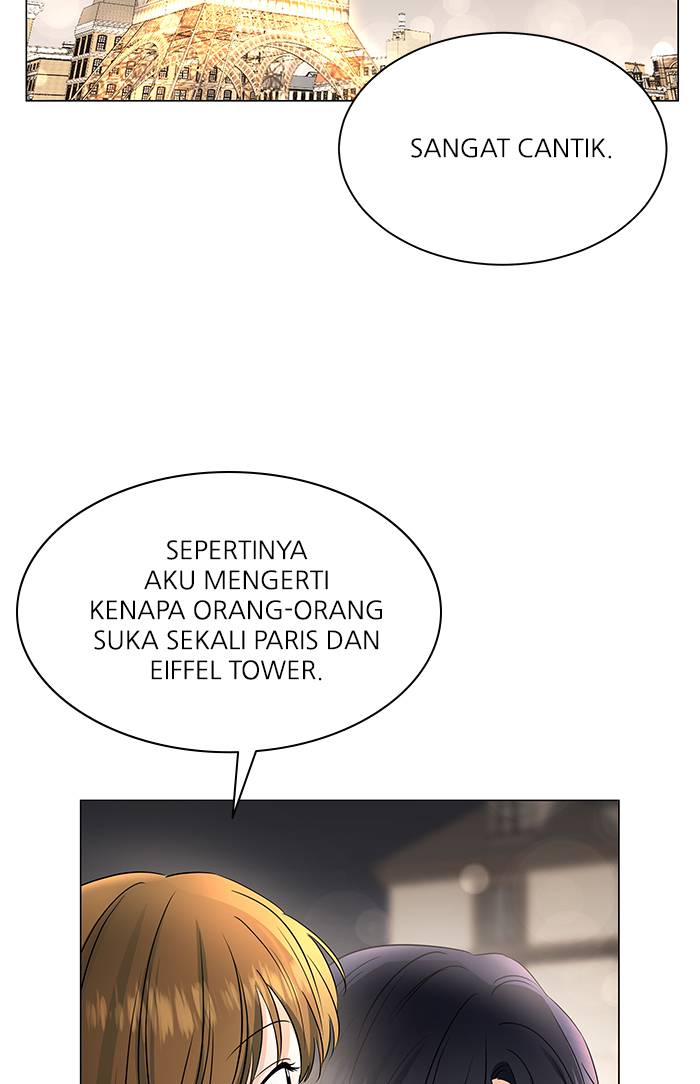 SANGAT CANTIK.
SEPERTINYA
AKU MENGERTI
KENAPA ORANG-ORANG
SUKA SEKALI PARIS DAN
EIFFEL TOWER.